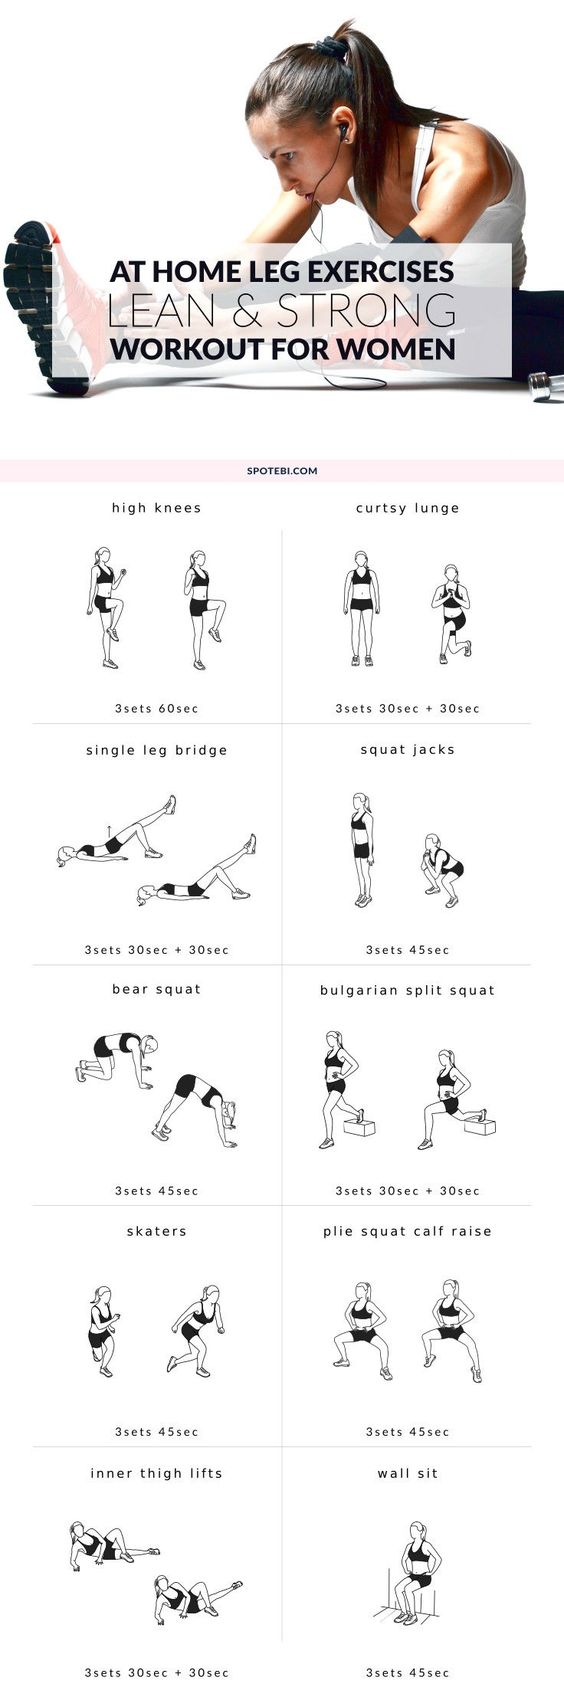 AT HOME LEG EXERCISES
LEAN & STRONG
WORKOUT FOR WOMEN
SPOTEBI.COM
high knees
3sets 60sec
curtsy lunge
3sets 30sec + 30sec
single leg bridge
3sets 30sec + 30sec
squat jacks
3sets 45sec
bear squat
3sets 45sec
bulgarian split squat
3sets 30sec + 30sec
skaters
3sets 45sec
plie squat calf raise
3sets 45sec
inner thigh lifts
3sets 30sec + 30sec
wall sit
3sets 45sec